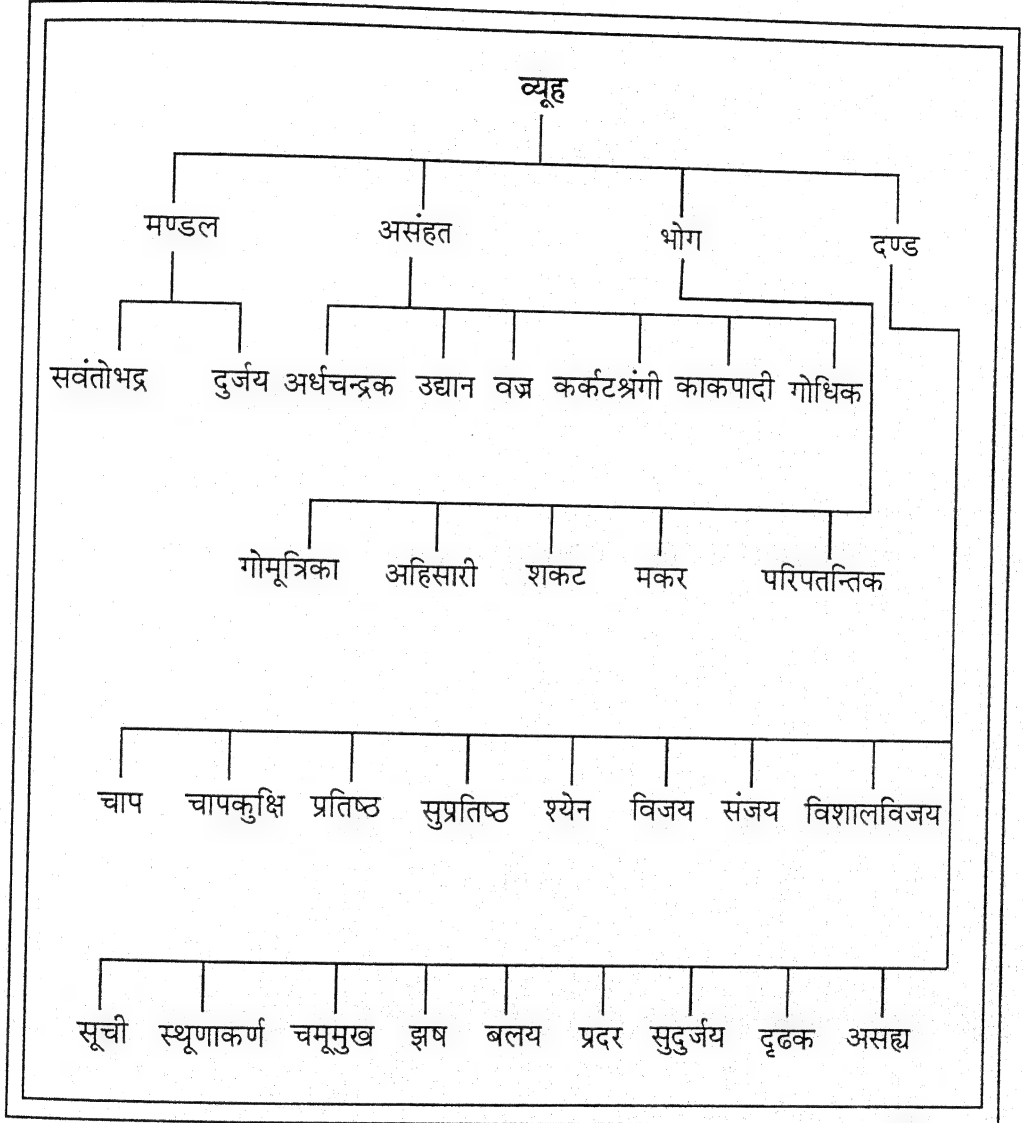 व्यूह
मण्डल असंहत भोग दण्ड
सवंतोभद्र दुर्जय अर्धचन्द्रक उद्यान वज्र कर्कटश्रंगी काकपादी गोधिक
गोमूत्रिका अहिसारी शकट मकर परिपतन्तिक
चाप चापकुक्षि प्रतिष्ठ सुप्रतिष्ठ श्येन विजय संजय विशालविजय
सूची स्थूणाकर्ण चमूमुख झष बलय प्रदर सुदुर्जय दृढक असह्य